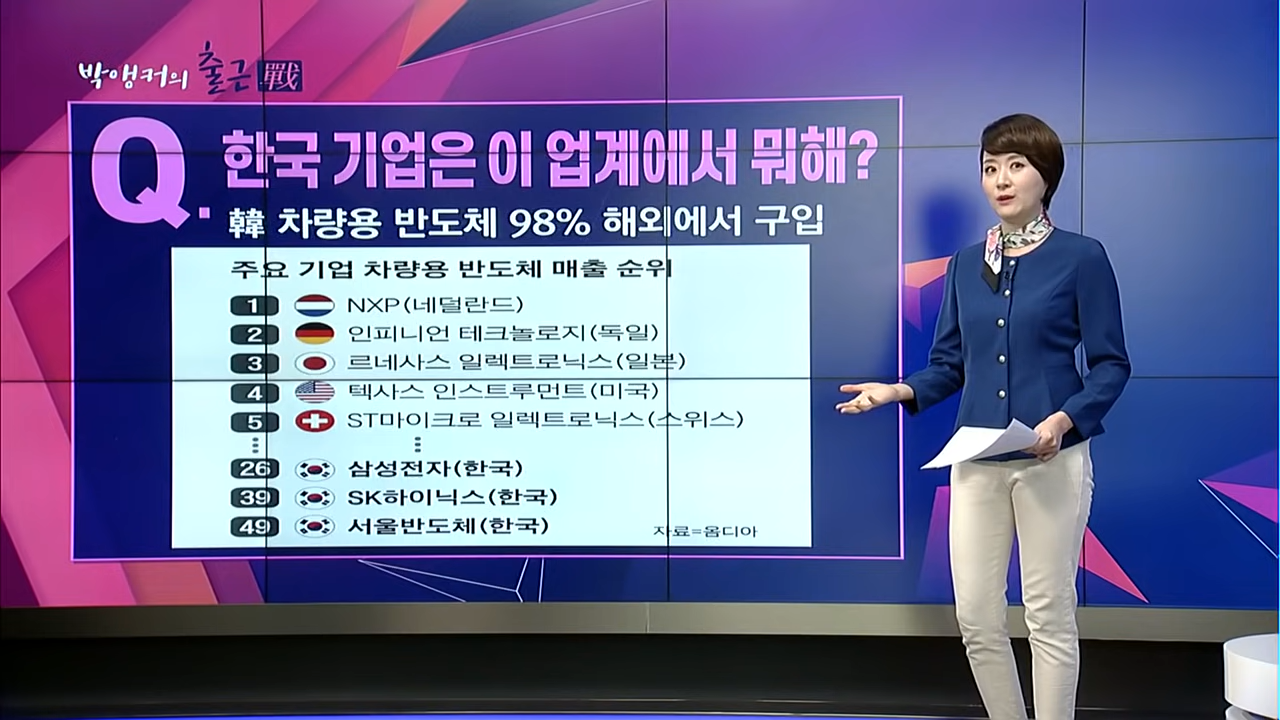 박앵커의 출근戰
Q. 한국 기업은 이 업계에서 뭐해?
韓 차량용 반도체 98% 해외에서 구입
주요 기업 차량용 반도체 매출 순위
1 NXP(네덜란드)
2 인피니언 테크놀로지(독일)
3 르네사스 일렉트로닉스(일본)
4 텍사스 인스트루먼트(미국)
5 ST마이크로 일렉트로닉스(스위스)
26 삼성전자(한국)
39 SK하이닉스(한국)
49 서울반도체(한국)
자료=옴디아